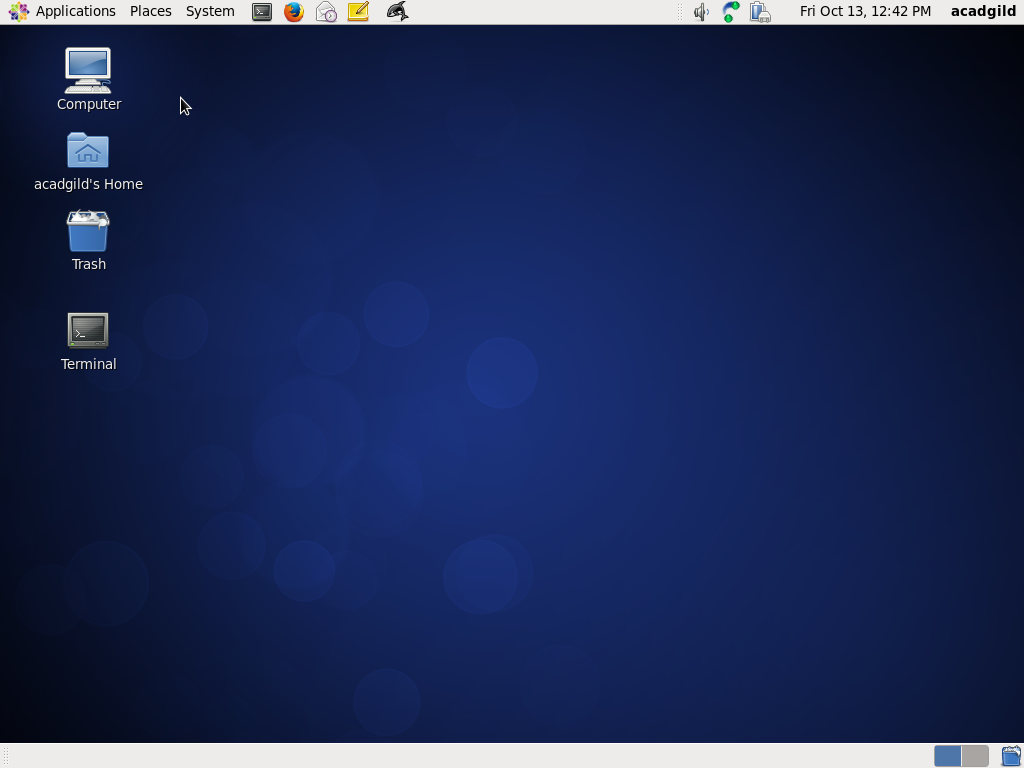 Applications Places System Fri Oct 13, 12:42 PM acadgild
Computer
acadgild's Home
Trash
Terminal